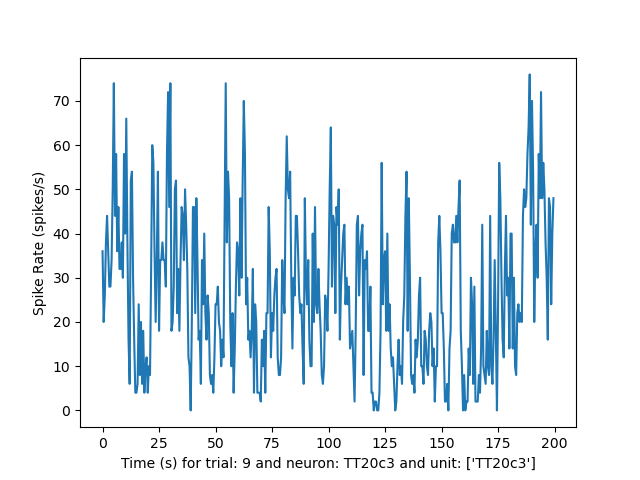 70
60
50
40
30
20
10
0
Spike Rate (spikes/s)
0 25 50 75 100 125 150 175 200
Time (s) for trial: 9 and neuron: TT20c3 and unit: ['TT20c3']